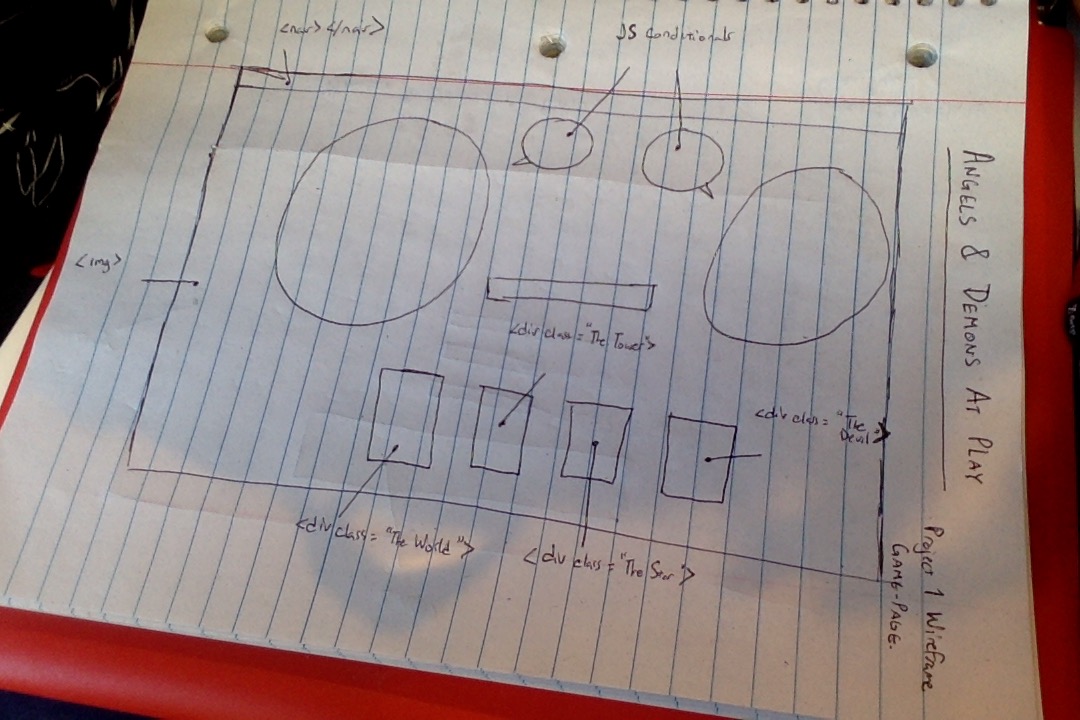 <nav> </nav>
JS Conditionals
<img>
<div class="The Tower">
<div class= "The
Devil">
<div class= "The World">
<div class="The Star">
ANGELS & DEMONS AT PLAY
Project 1 Wireframe
GAME-PAGE.